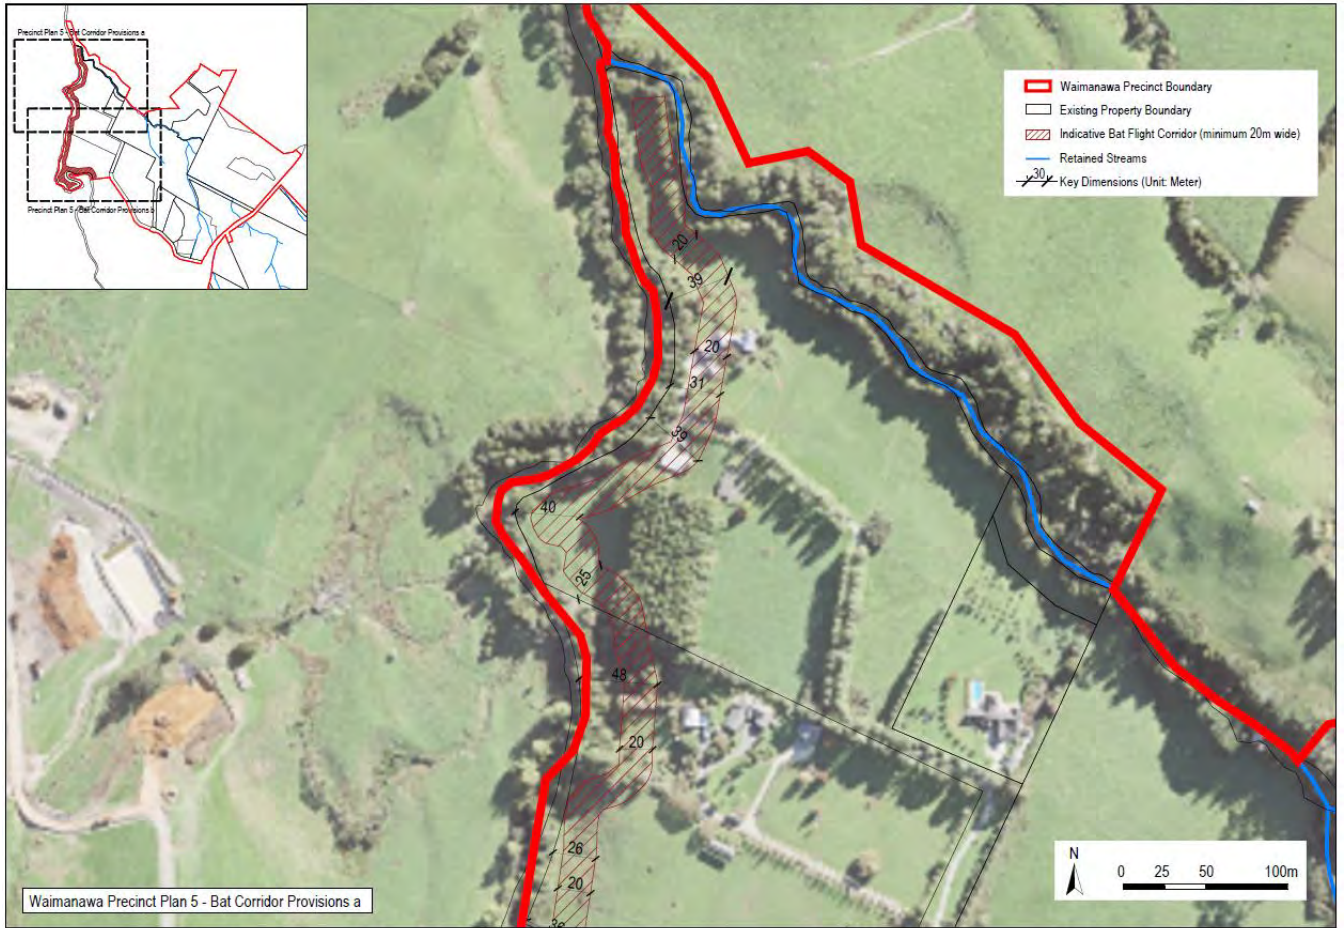 Precinct Plan 5 - Bat Corridor Provisions a
Precinct Plan 5 - Bat Corridor Provisions b
Waimanawa Precinct Boundary
Existing Property Boundary
Indicative Bat Flight Corridor (minimum 20m wide)
Retained Streams
30 Key Dimensions (Unit: Meter)
20
39
20
31
39
40
25
48
20
26
20
N
0 25 50 100m
Waimanawa Precinct Plan 5 - Bat Corridor Provisions a